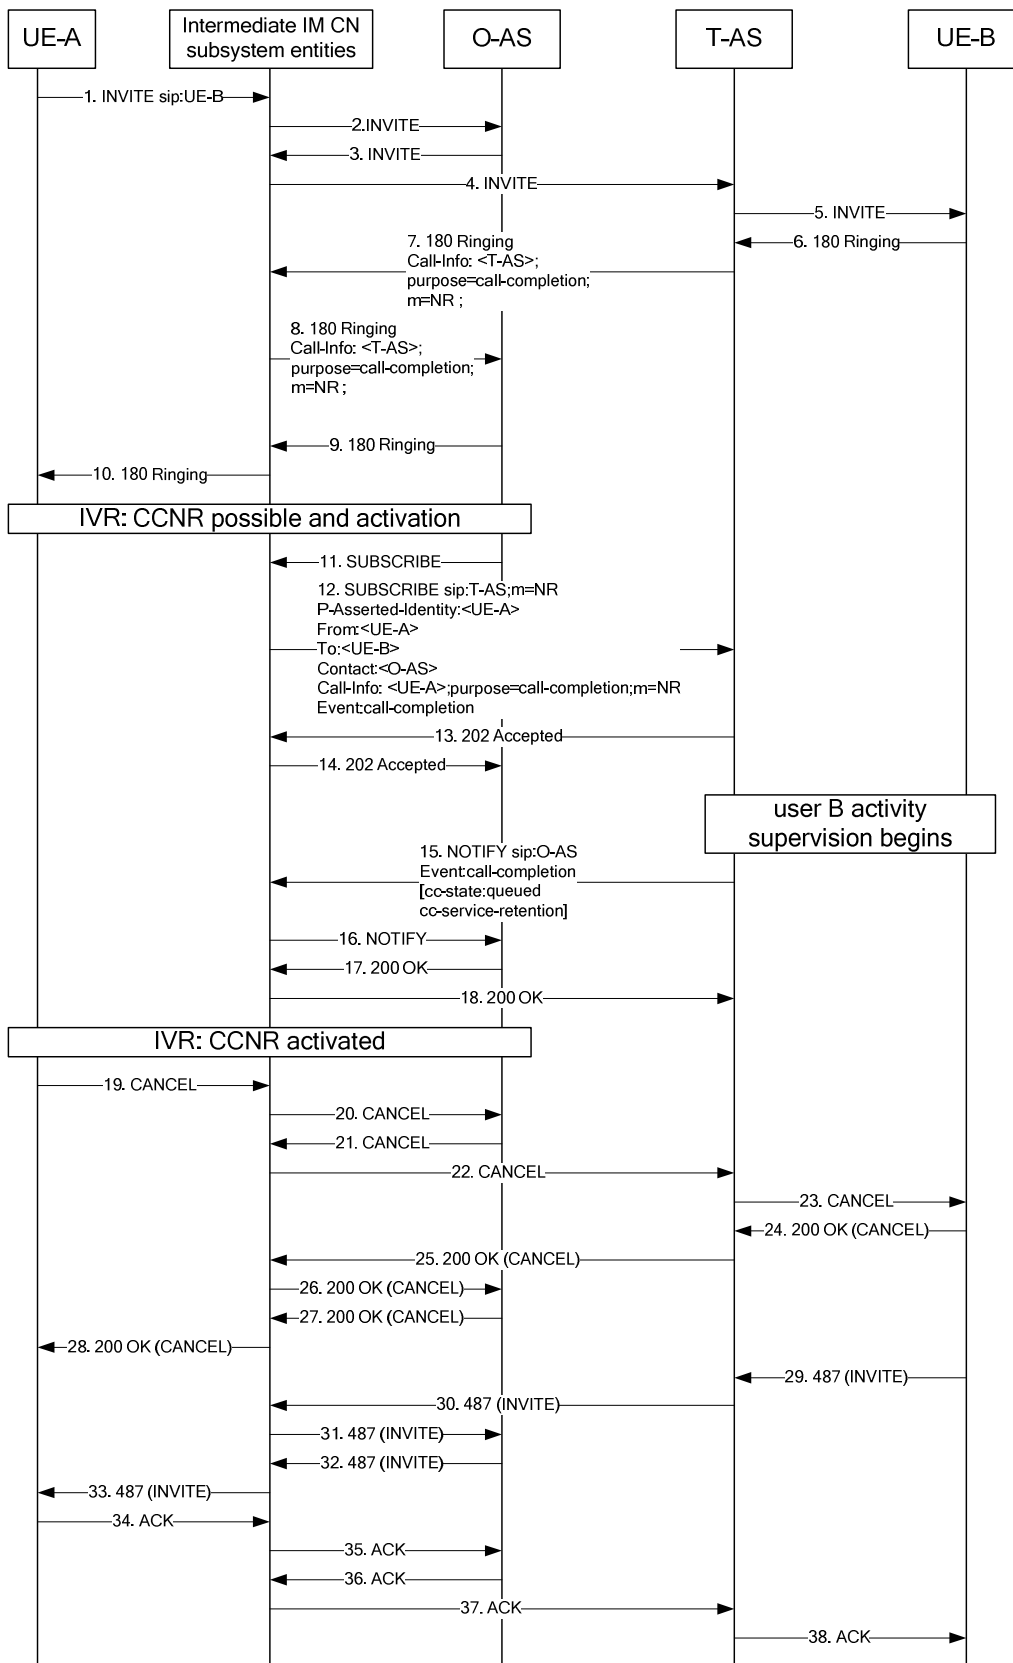 UE-A
Intermediate IM CN
subsystem entities
O-AS
T-AS
UE-B
1. INVITE sip:UE-B
2.INVITE
3. INVITE
4. INVITE
5. INVITE
6. 180 Ringing
7. 180 Ringing
Call-Info: <T-AS>;
purpose=call-completion;
m=NR ;
8. 180 Ringing
Call-Info: <T-AS>;
purpose=call-completion;
m=NR ;
9. 180 Ringing
10. 180 Ringing
IVR: CCNR possible and activation
11. SUBSCRIBE
12. SUBSCRIBE sip:T-AS;m=NR
P-Asserted-Identity:<UE-A>
From:<UE-A>
To:<UE-B>
Contact:<O-AS>
Call-Info: <UE-A>;purpose=call-completion;m=NR
Event:call-completion
13. 202 Accepted
14. 202 Accepted
user B activity
supervision begins
15. NOTIFY sip:O-AS
Event:call-completion
[cc-state:queued
cc-service-retention]
16. NOTIFY
17. 200 OK
18. 200 OK
IVR: CCNR activated
19. CANCEL
20. CANCEL
21. CANCEL
22. CANCEL
23. CANCEL
24. 200 OK (CANCEL)
25. 200 OK (CANCEL)
26. 200 OK (CANCEL)
27. 200 OK (CANCEL)
28. 200 OK (CANCEL)
29. 487 (INVITE)
30. 487 (INVITE)
31. 487 (INVITE)
32. 487 (INVITE)
33. 487 (INVITE)
34. ACK
35. ACK
36. ACK
37. ACK
38. ACK